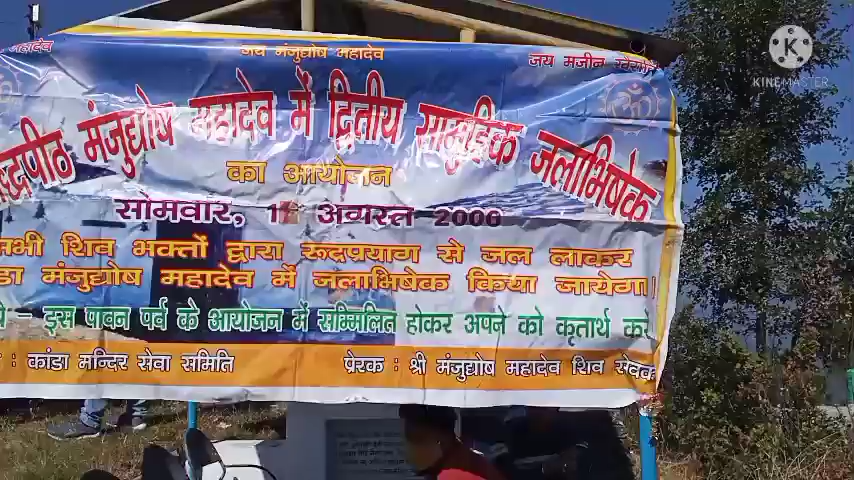 महादेव जय मंजुघोष महादेव जय मजीन
KINEMASTER
मंजुघोष महादेव में द्वितीय सामुहिक जलाभिषेक
का आयोजन
सोमवार, अगस्त 2006
सभी शिव भक्तों द्वारा रूद्रप्रयाग से जल लाकर
मंजुघोष महादेव में जलाभिषेक किया जायेगा।
- इस पावन पर्व के आयोजन में सम्मिलित होकर अपने को कृतार्थ करें
: कांडा मन्दिर सेवा समिति प्रेरक : श्री मंजुघोष महादेव शिव सेवक